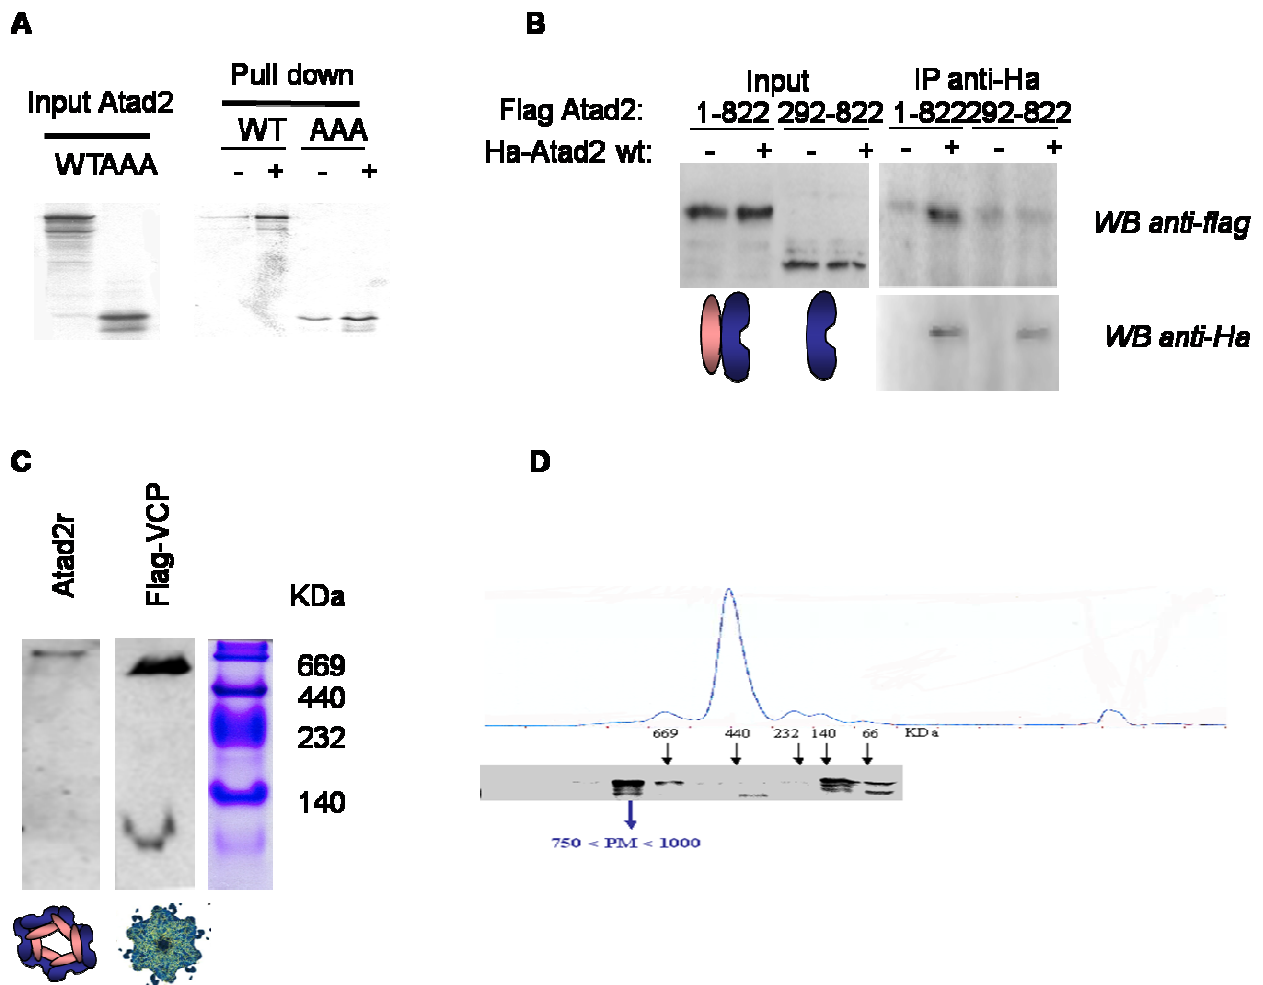 A
Input Atad2
WTAAA
Pull down
WT AAA
- + - +
B
Input IP anti-Ha
Flag Atad2: 1-822 292-822 1-822292-822
Ha-Atad2 wt: - + - + - + - +
WB anti-flag
WB anti-Ha
C
Atad2r
Flag-VCP
KDa
669
440
232
140
D
669 440 232 140 66 KDa
750 < PM < 1000